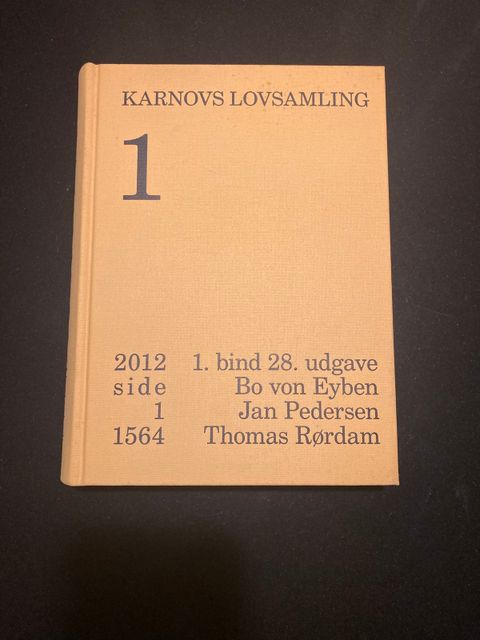 KARNOVS LOVSAMLING
1
2012 1. bind 28. udgave
side Bo von Eyben
1 Jan Pedersen
1564 Thomas Rørdam